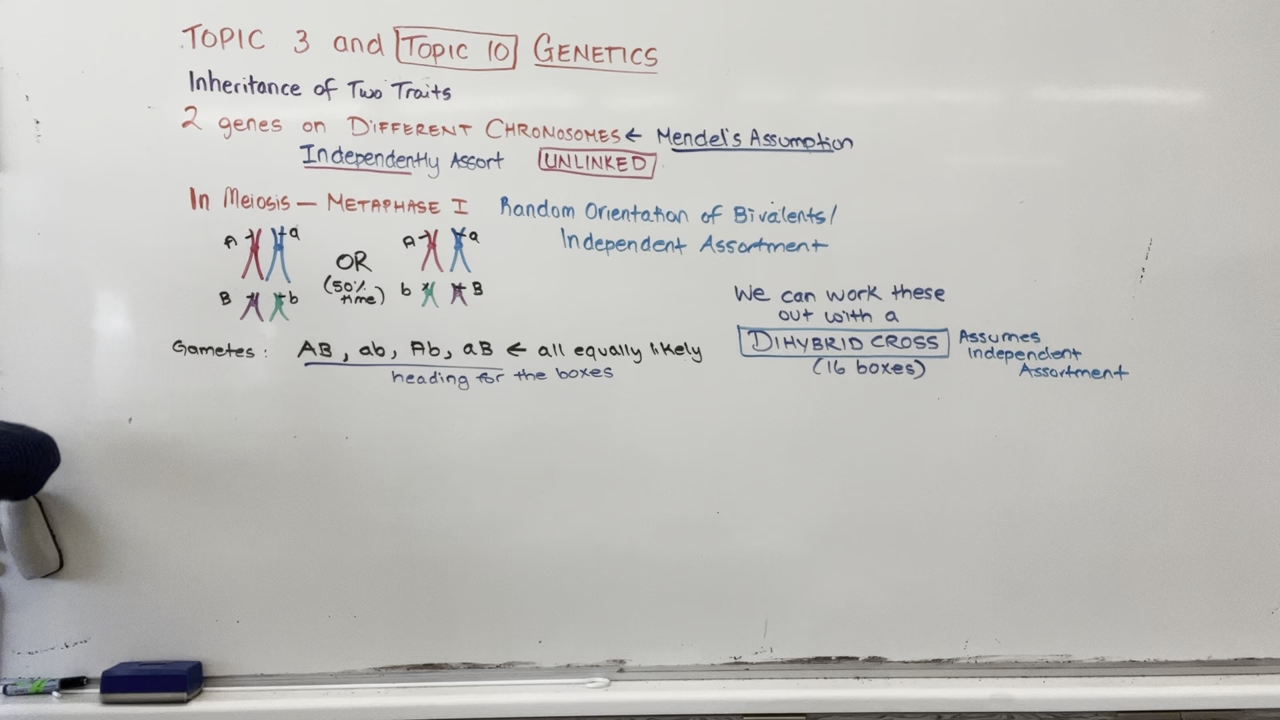 TOPIC 3 and TOPIC 10 GENETICS
Inheritance of Two Traits
2 genes on DIFFERENT CHRONOSOMES ← Mendel's Assumption
Independently Assort UNLINKED
In Meiosis — METAPHASE I Random Orientation of Bivalents/
Independent Assortment
A a OR A a
B b (50% time) b B
We can work these
out with a
DIHYBRID CROSS Assumes
Independent
Assortment
(16 boxes)
Gametes: AB, ab, Ab, aB ← all equally likely
heading for the boxes